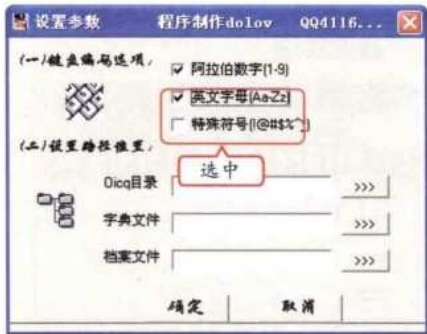 设置参数 程序制作dolov QQ4116...
(一)键盘编码选项:
阿拉伯数字(1-9)
英文字母(Aa-Zz)
特殊符号(!@#$%^;)
(二)设置路径位置:
选中
Oicq目录 >>>
字典文件 >>>
档案文件 >>>
确定 取消